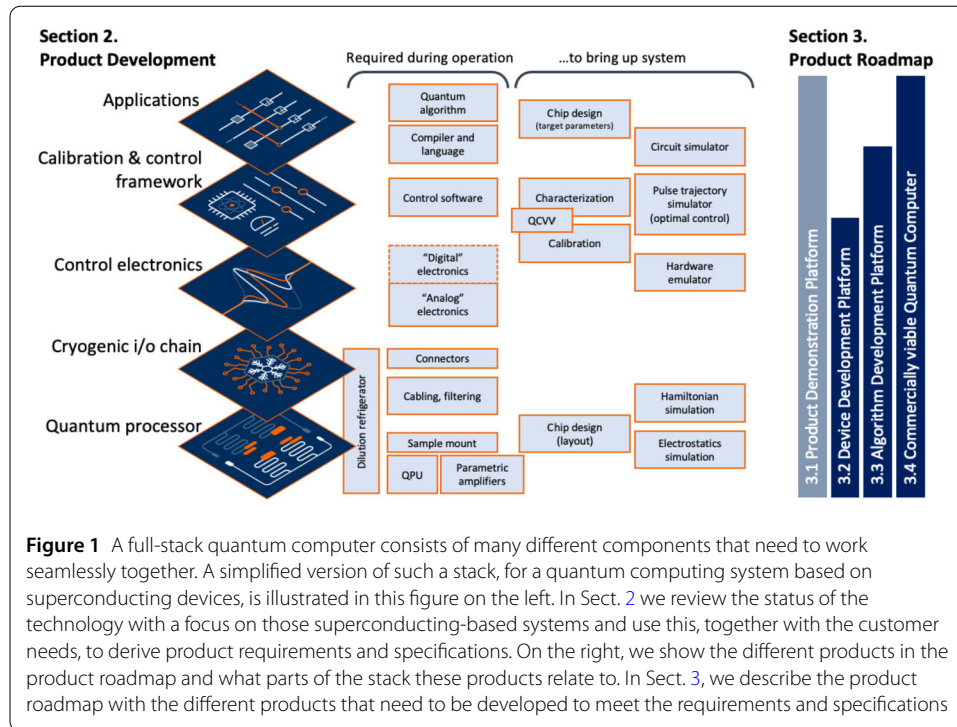 Section 2.
Product Development
Required during operation
...to bring up system
Section 3.
Product Roadmap
Applications
Calibration & control
framework
Control electronics
Cryogenic i/o chain
Quantum processor
Quantum
algorithm
Compiler and
language
Control software
"Digital"
electronics
"Analog"
electronics
Dilution refrigerator
Connectors
Cabling, filtering
Sample mount
QPU
Parametric
amplifiers
Chip design
(target parameters)
Circuit simulator
Characterization
QCVV
Calibration
Pulse trajectory
simulator
(optimal control)
Hardware
emulator
Chip design
(layout)
Hamiltonian
simulation
Electrostatics
simulation
3.1 Product Demonstration Platform
3.2 Device Development Platform
3.3 Algorithm Development Platform
3.4 Commercially viable Quantum Computer
Figure 1 A full-stack quantum computer consists of many different components that need to work
seamlessly together. A simplified version of such a stack, for a quantum computing system based on
superconducting devices, is illustrated in this figure on the left. In Sect. 2 we review the status of the
technology with a focus on those superconducting-based systems and use this, together with the customer
needs, to derive product requirements and specifications. On the right, we show the different products in the
product roadmap and what parts of the stack these products relate to. In Sect. 3, we describe the product
roadmap with the different products that need to be developed to meet the requirements and specifications